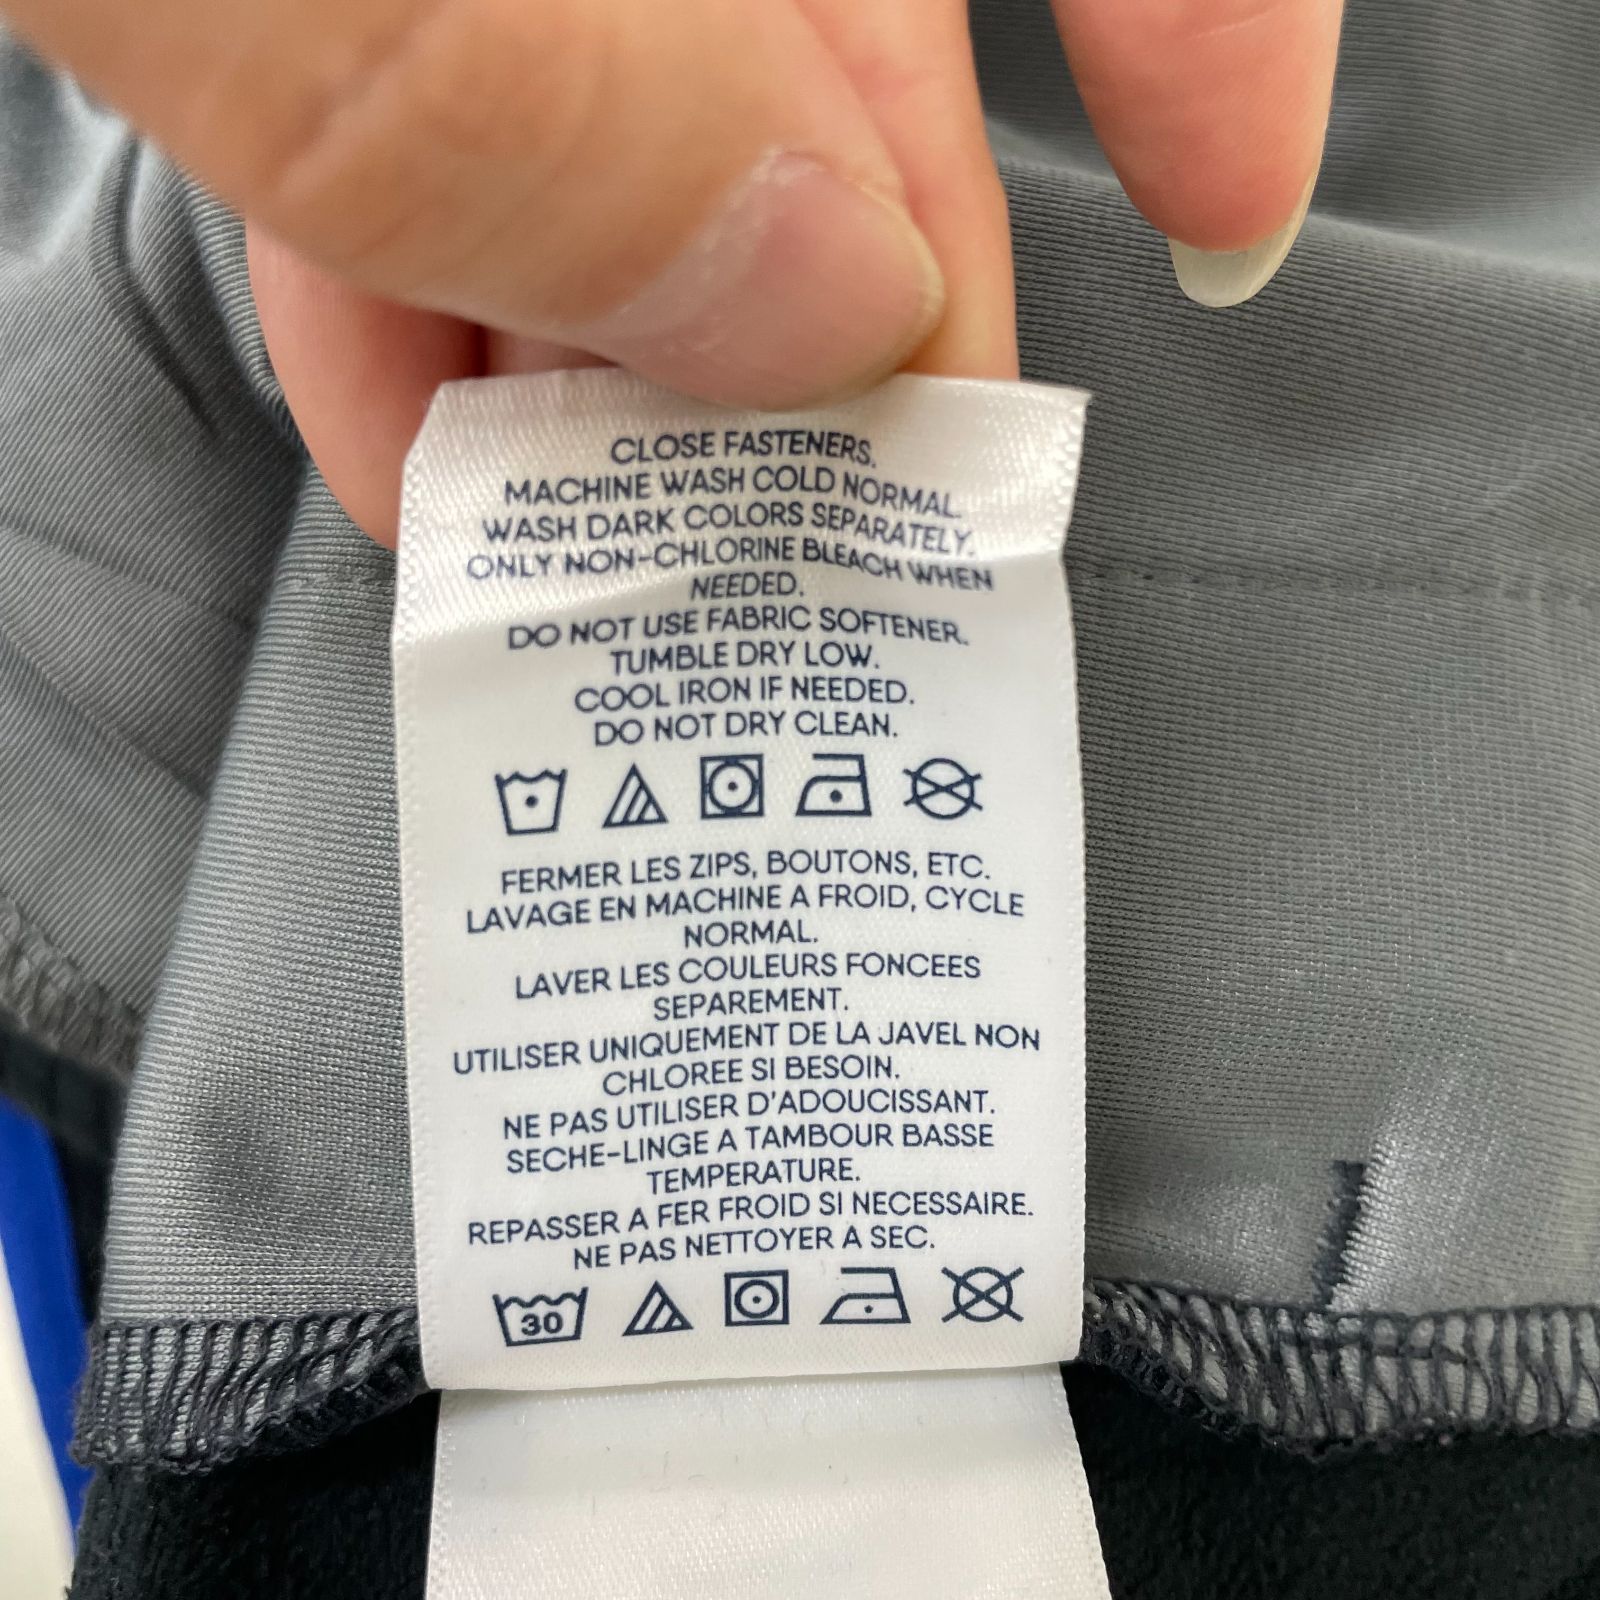 CLOSE FASTENERS.
MACHINE WASH COLD NORMAL.
WASH DARK COLORS SEPARATELY.
ONLY NON-CHLORINE BLEACH WHEN
NEEDED.
DO NOT USE FABRIC SOFTENER.
TUMBLE DRY LOW.
COOL IRON IF NEEDED.
DO NOT DRY CLEAN.
FERMER LES ZIPS, BOUTONS, ETC.
LAVAGE EN MACHINE A FROID, CYCLE
NORMAL.
LAVER LES COULEURS FONCEES
SEPAREMENT.
UTILISER UNIQUEMENT DE LA JAVEL NON
CHLOREE SI BESOIN.
NE PAS UTILISER D'ADOUCISSANT.
SECHE-LINGE A TAMBOUR BASSE
TEMPERATURE.
REPASSER A FER FROID SI NECESSAIRE.
NE PAS NETTOYER A SEC.
30